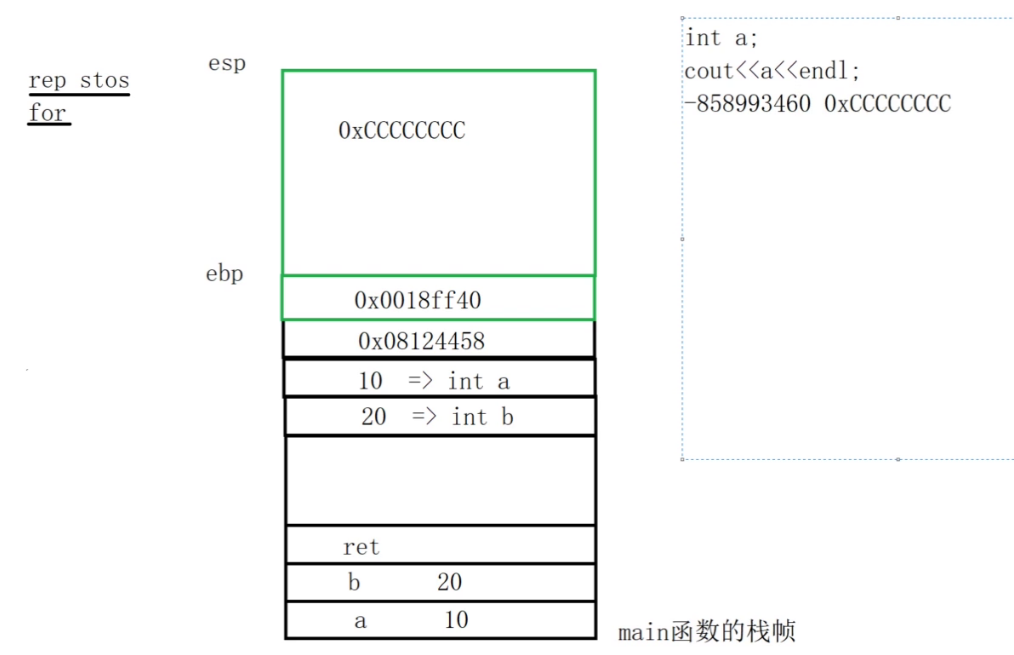 rep stos
for
esp
0xCCCCCCCC
ebp
0x0018ff40
0x08124458
10 => int a
20 => int b
ret
b 20
a 10
main函数的栈帧
int a;
cout<<a<<endl;
-858993460 0xCCCCCCCC